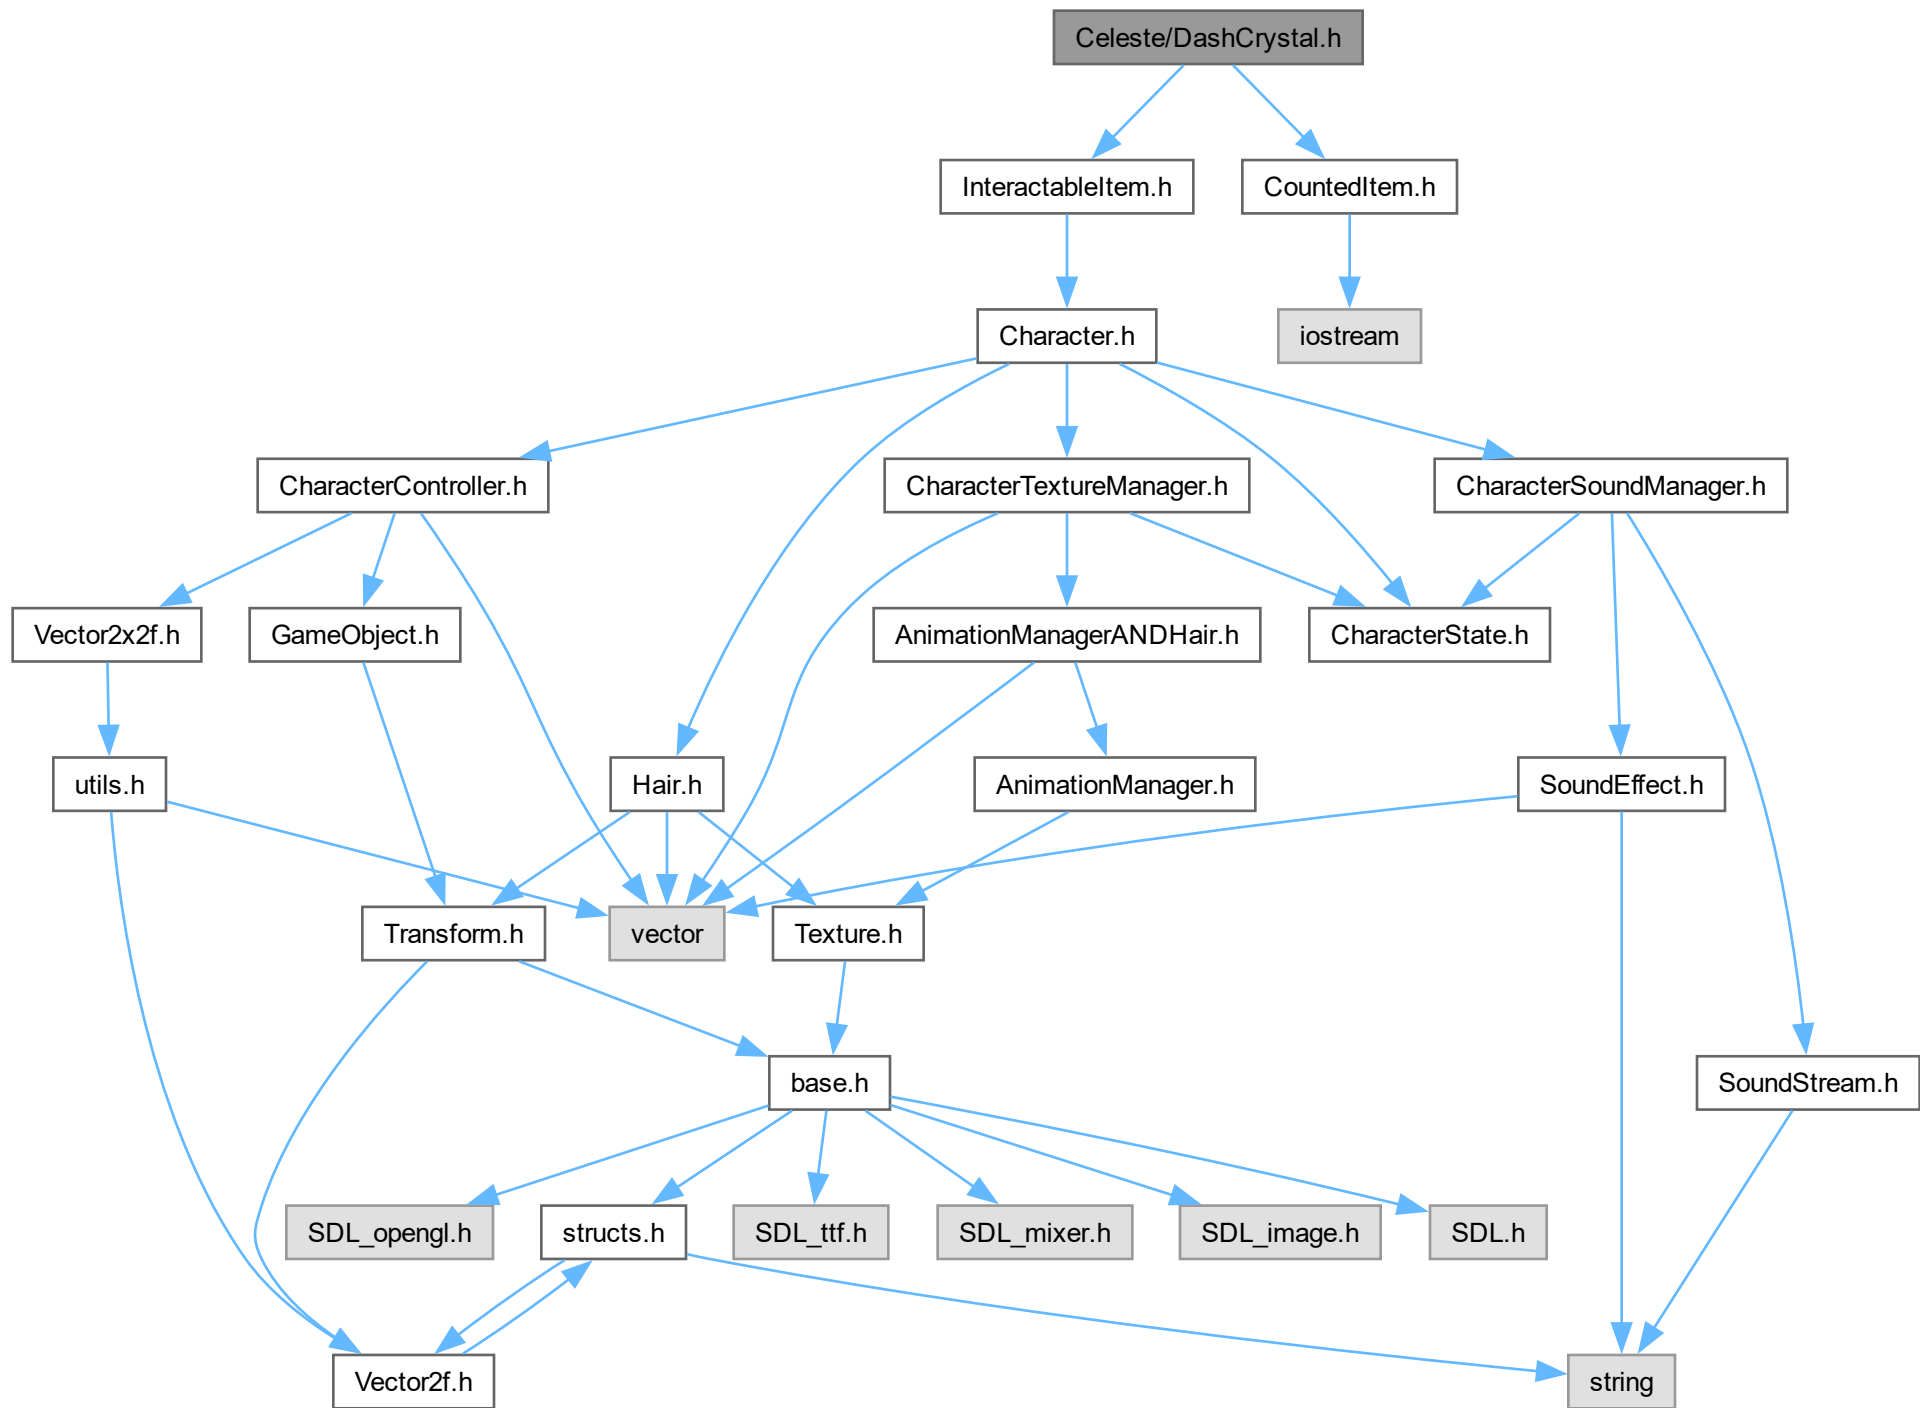 Celeste/DashCrystal.h
InteractableItem.h
CountedItem.h
Character.h
iostream
CharacterController.h
CharacterTextureManager.h
CharacterSoundManager.h
Vector2x2f.h
GameObject.h
AnimationManagerANDHair.h
CharacterState.h
utils.h
Hair.h
AnimationManager.h
SoundEffect.h
Transform.h
vector
Texture.h
base.h
SoundStream.h
SDL_opengl.h
structs.h
SDL_ttf.h
SDL_mixer.h
SDL_image.h
SDL.h
Vector2f.h
string